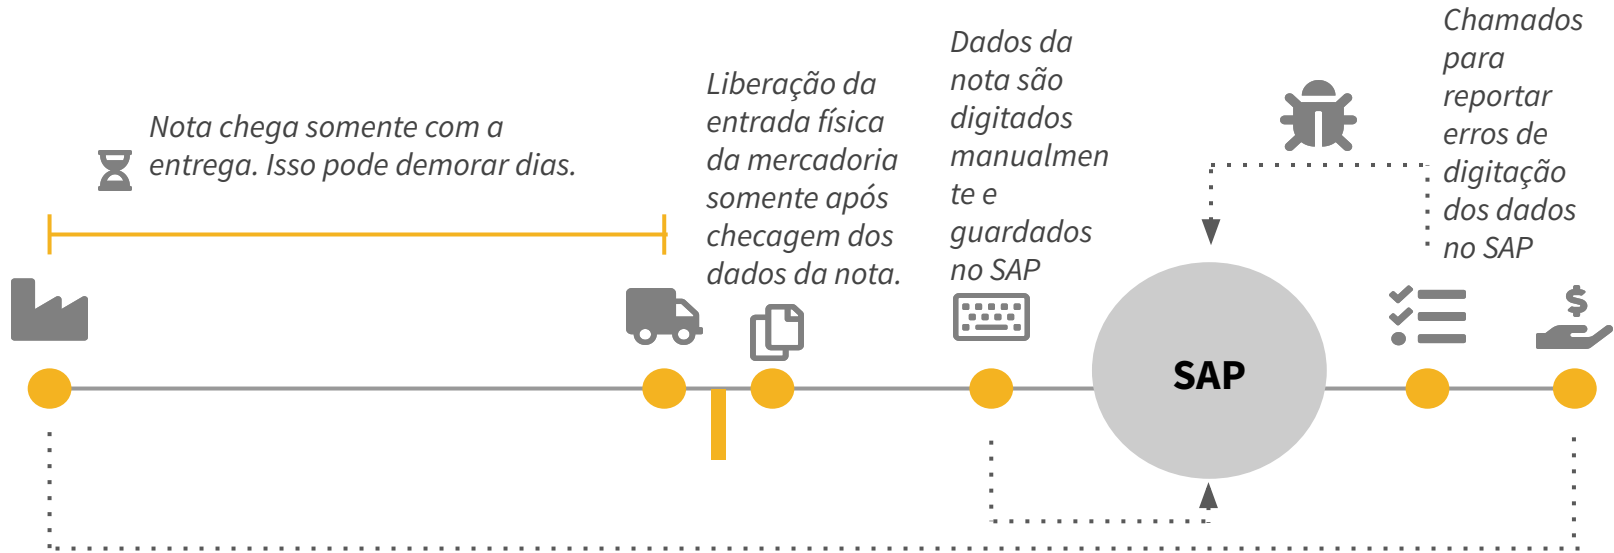 Nota chega somente com a
entrega. Isso pode demorar dias.
Liberação da
entrada física
da mercadoria
somente após
checagem dos
dados da nota.
Dados da
nota são
digitados
manualmen
te e
guardados
no SAP
SAP
Chamados
para
reportar
erros de
digitação
dos dados
no SAP
$